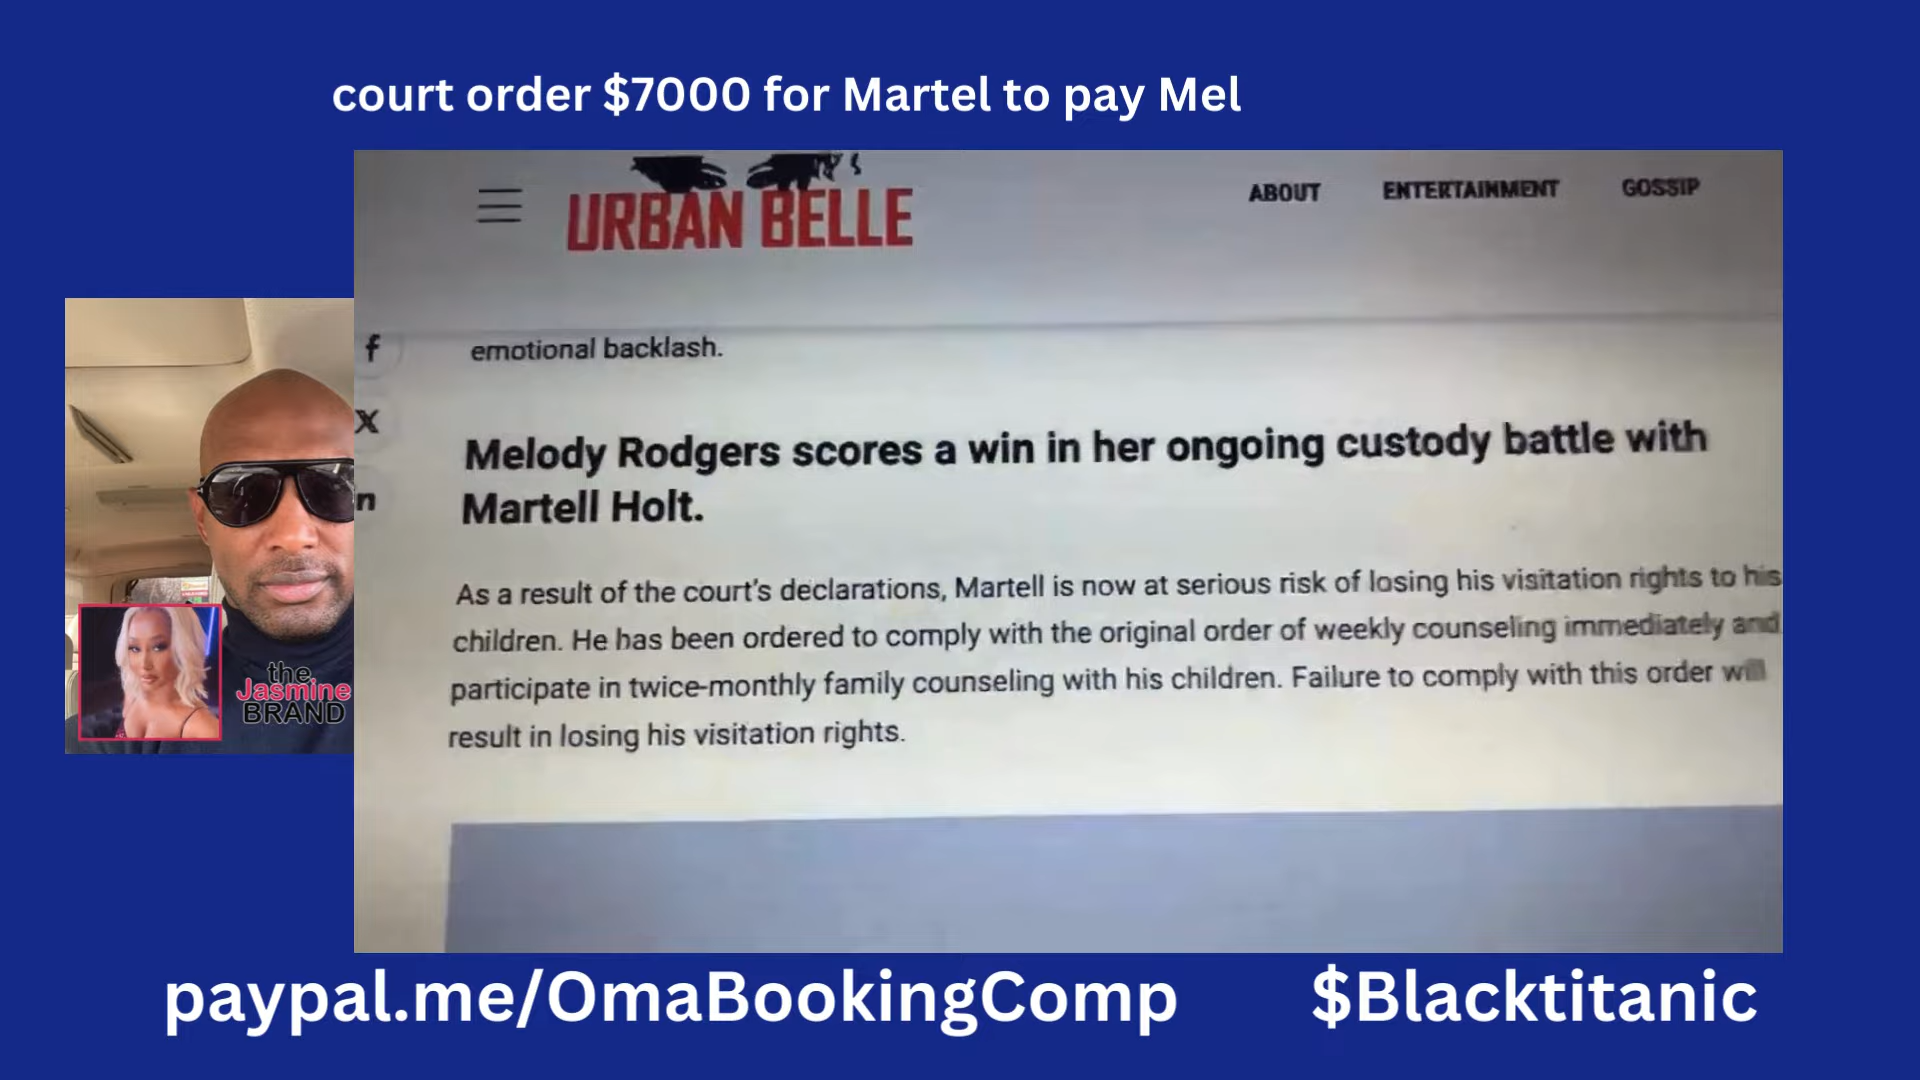 court order $7000 for Martel to pay Mel
URBAN BELLE
ABOUT ENTERTAINMENT GOSSIP
f
emotional backlash.
X
n
Melody Rodgers scores a win in her ongoing custody battle with
Martell Holt.
As a result of the court's declarations, Martell is now at serious risk of losing his visitation rights to his
children. He has been ordered to comply with the original order of weekly counseling immediately and
participate in twice-monthly family counseling with his children. Failure to comply with this order will
result in losing his visitation rights.
the
Jasmine
BRAND
paypal.me/OmaBookingComp $Blacktitanic